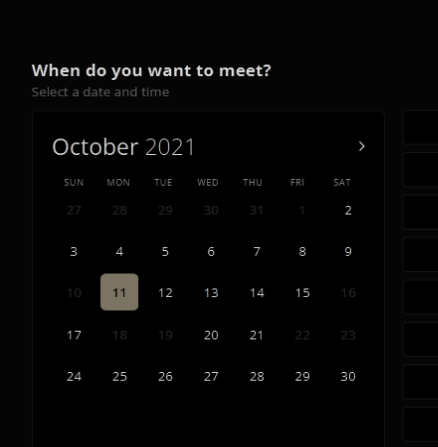 When do you want to meet?
Select a date and time
October 2021
SUN MON TUE WED THU FRI SAT
27 28 29 30 31 1 2
3 4 5 6 7 8 9
10 11 12 13 14 15 16
17 18 19 20 21 22 23
24 25 26 27 28 29 30